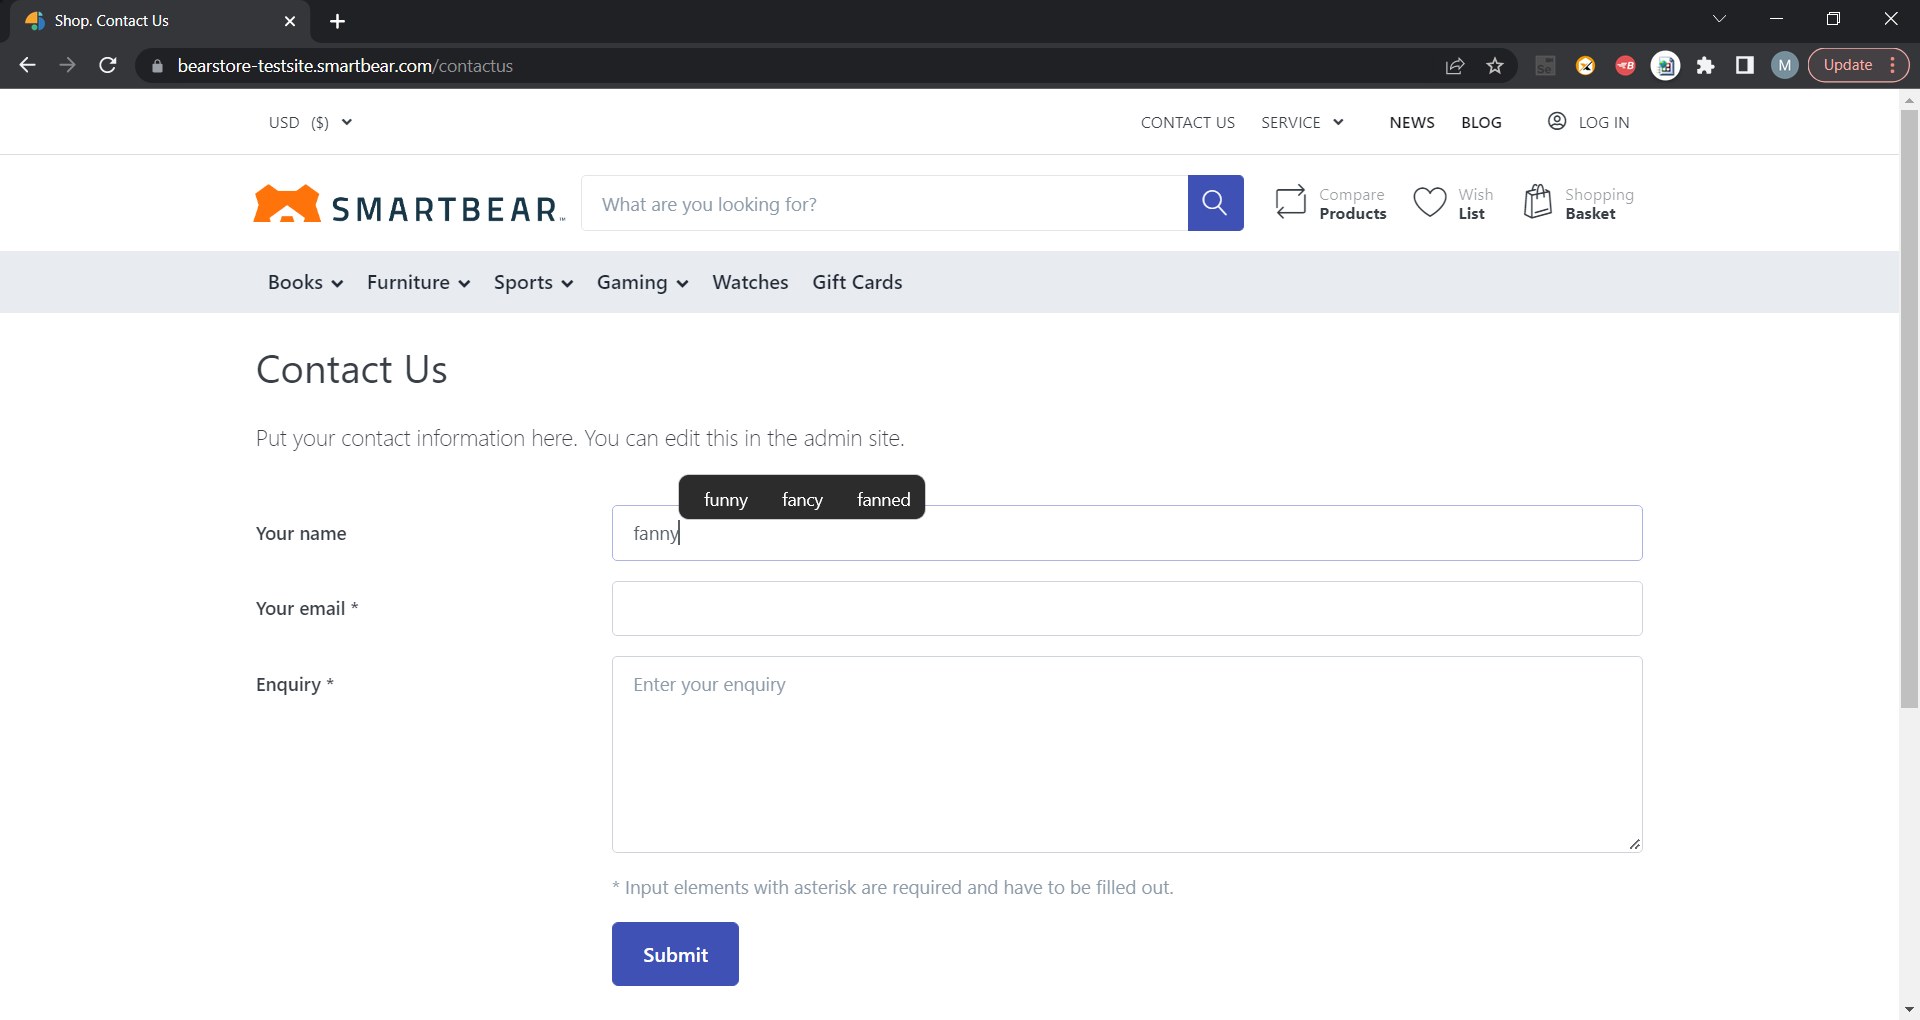 Shop. Contact Us
bearstore-testsite.smartbear.com/contactus
Se
B
M
Update
USD ($)
CONTACT US SERVICE NEWS BLOG LOG IN
SMARTBEAR™
What are you looking for?
Compare Products
Wish List
Shopping Basket
Books Furniture Sports Gaming Watches Gift Cards
Contact Us
Put your contact information here. You can edit this in the admin site.
funny fancy fanned
Your name fanny
Your email *
Enquiry * Enter your enquiry
* Input elements with asterisk are required and have to be filled out.
Submit